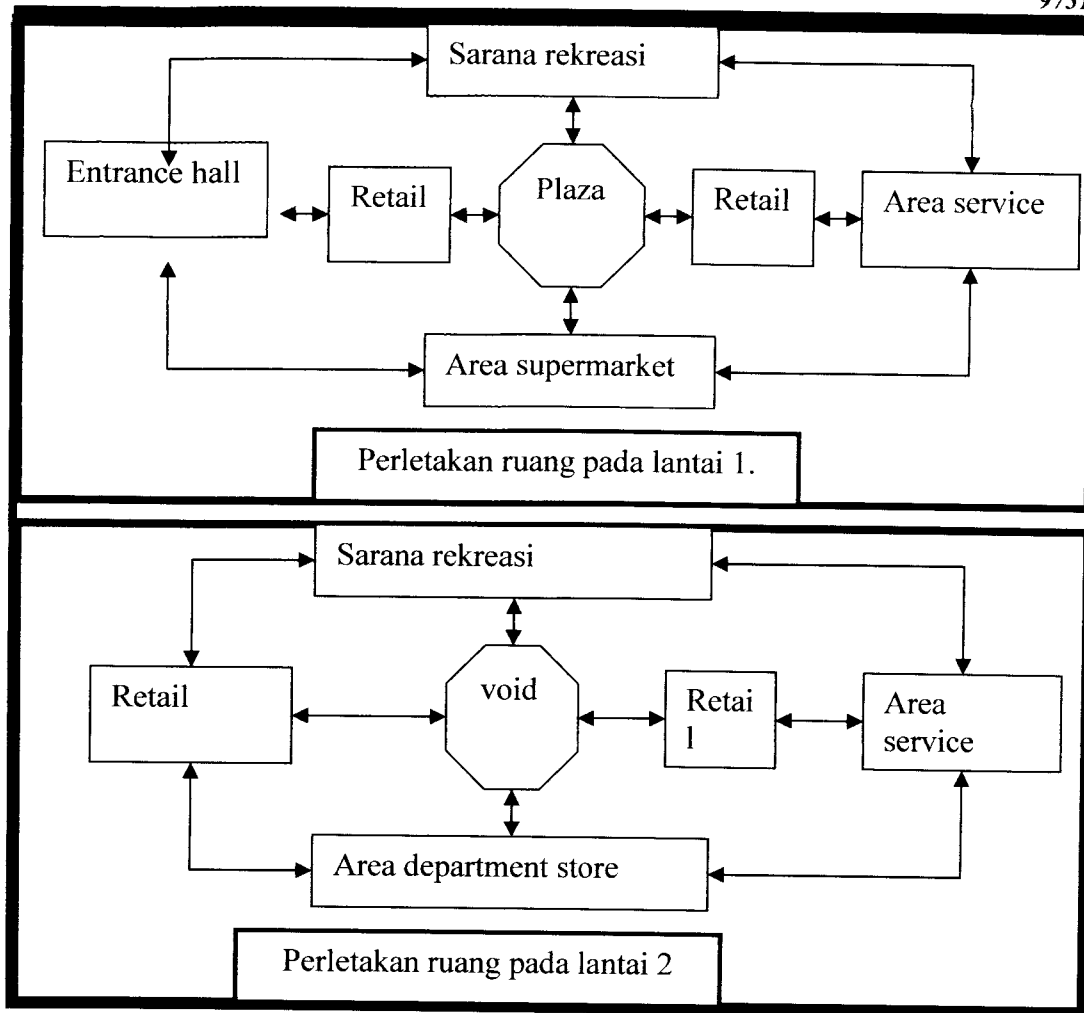 Sarana rekreasi
Entrance hall
Retail
Plaza
Retail
Area service
Area supermarket
Perletakan ruang pada lantai 1.
Sarana rekreasi
Retail
void
Retai
l
Area
service
Area department store
Perletakan ruang pada lantai 2